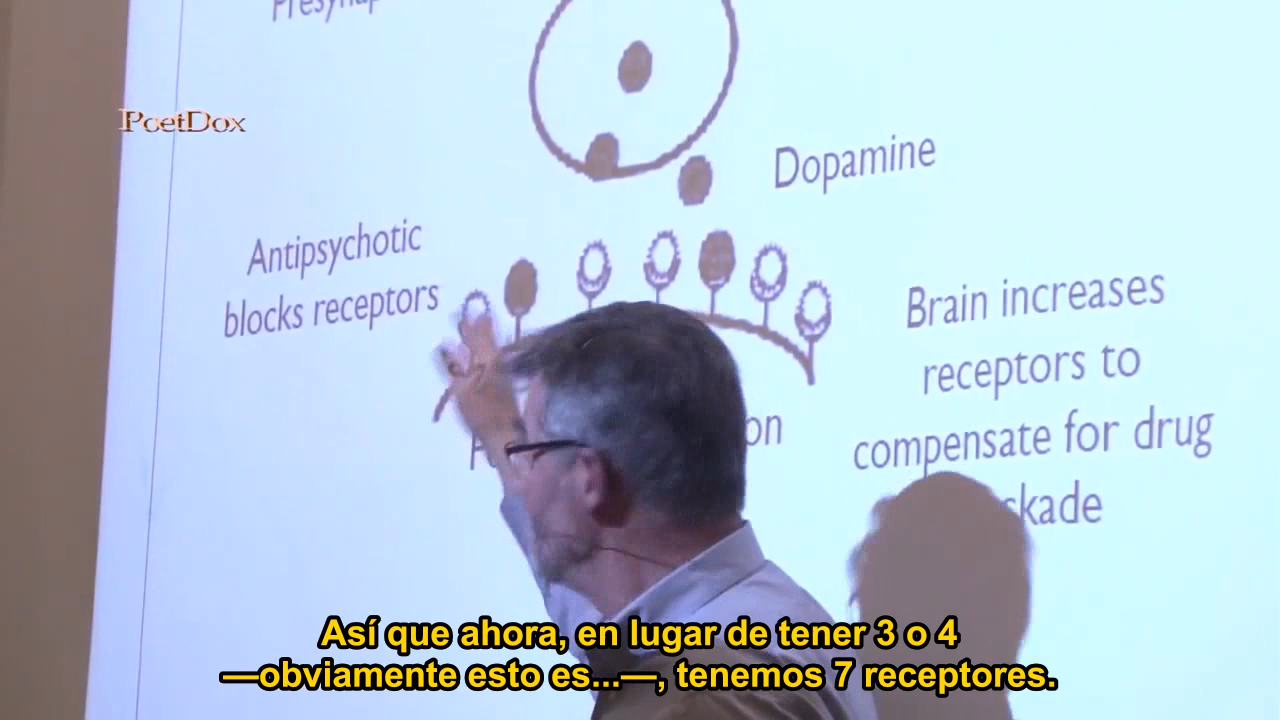 PoetDox
Dopamine
Antipsychotic
blocks receptors
Brain increases
receptors to
compensate for drug
Así que ahora, en lugar de tener 3 o 4
—obviamente esto es...—, tenemos 7 receptores.